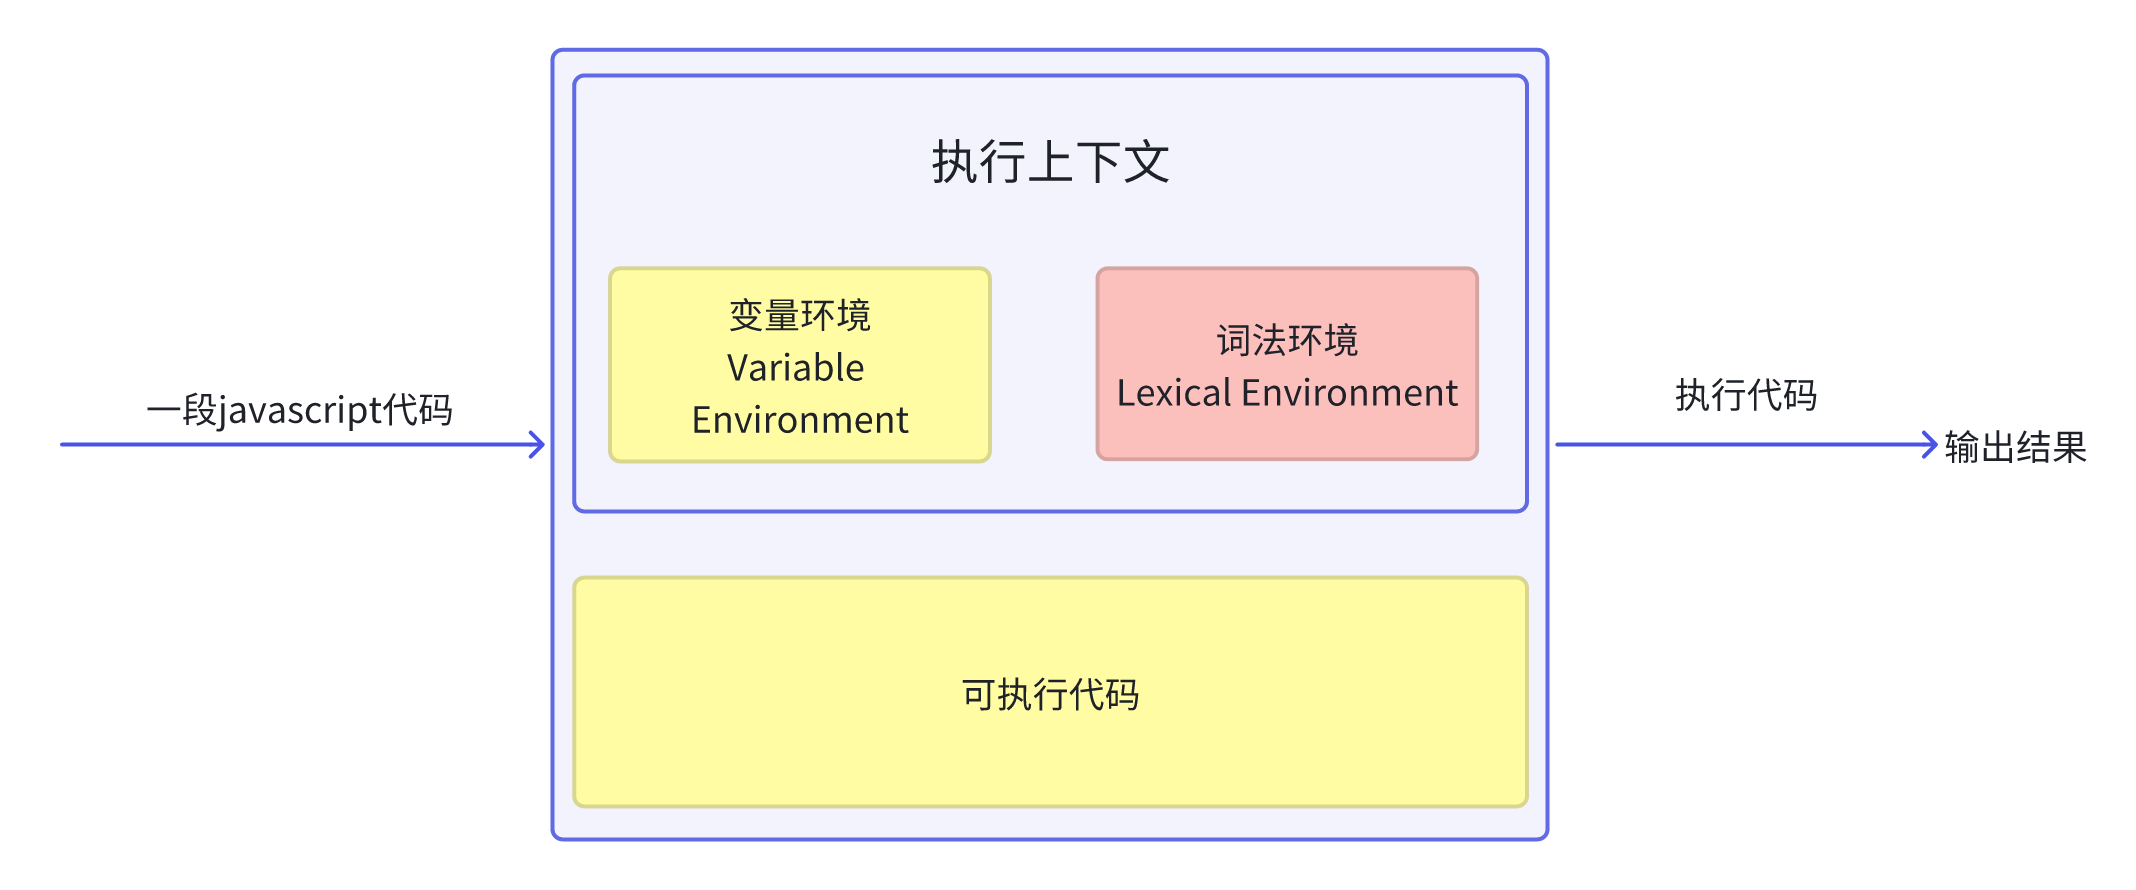 执行上下文
变量环境
Variable
Environment
词法环境
Lexical Environment
一段javascript代码
执行代码
输出结果
可执行代码